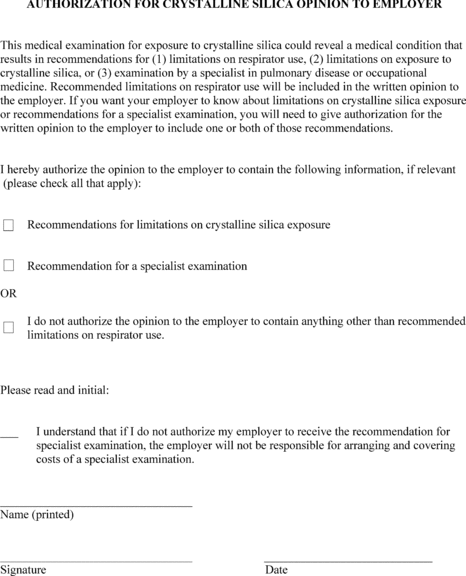 AUTHORIZATION FOR CRYSTALLINE SILICA OPINION TO EMPLOYER
This medical examination for exposure to crystalline silica could reveal a medical condition that
results in recommendations for (1) limitations on respirator use, (2) limitations on exposure to
crystalline silica, or (3) examination by a specialist in pulmonary disease or occupational
medicine. Recommended limitations on respirator use will be included in the written opinion to
the employer. If you want your employer to know about limitations on crystalline silica exposure
or recommendations for a specialist examination, you will need to give authorization for the
written opinion to the employer to include one or both of those recommendations.
I hereby authorize the opinion to the employer to contain the following information, if relevant
(please check all that apply):
Recommendations for limitations on crystalline silica exposure
Recommendation for a specialist examination
OR
I do not authorize the opinion to the employer to contain anything other than recommended
limitations on respirator use.
Please read and initial:
I understand that if I do not authorize my employer to receive the recommendation for
specialist examination, the employer will not be responsible for arranging and covering
costs of a specialist examination.
Name (printed)
Signature Date